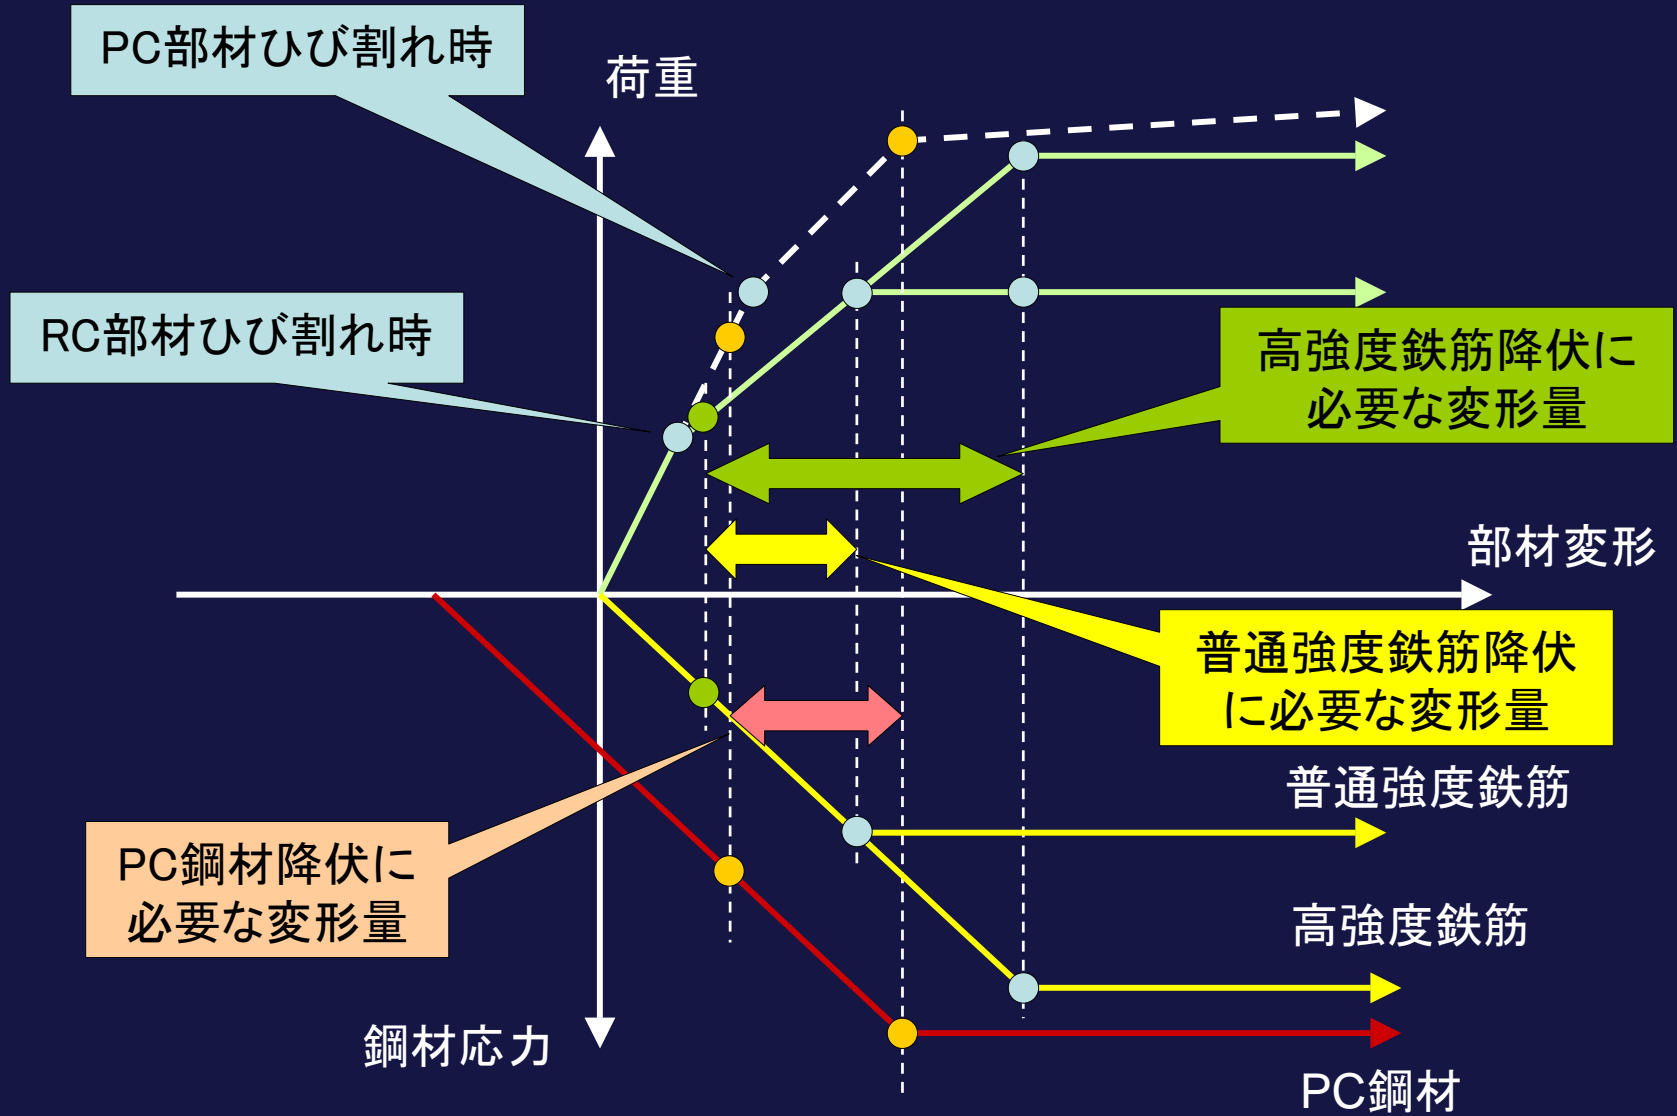 PC部材ひび割れ時
荷重
RC部材ひび割れ時
高強度鉄筋降伏に
必要な変形量
部材変形
普通強度鉄筋降伏
に必要な変形量
普通強度鉄筋
PC鋼材降伏に
必要な変形量
高強度鉄筋
鋼材応力
PC鋼材